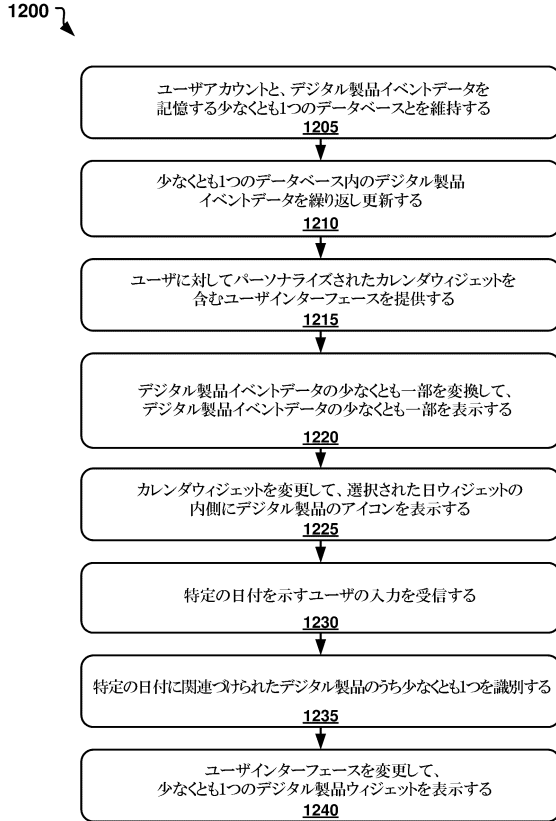 1200
ユーザアカウントと、デジタル製品イベントデータを
記憶する少なくとも1つのデータベースとを維持する
1205
少なくとも1つのデータベース内のデジタル製品
イベントデータを繰り返し更新する
1210
ユーザに対してパーソナライズされたカレンダウィジェットを
含むユーザインターフェースを提供する
1215
デジタル製品イベントデータの少なくとも一部を変換して、
デジタル製品イベントデータの少なくとも一部を表示する
1220
カレンダウィジェットを変更して、選択された日ウィジェットの
内側にデジタル製品のアイコンを表示する
1225
特定の日付を示すユーザの入力を受信する
1230
特定の日付に関連づけられたデジタル製品のうち少なくとも1つを識別する
1235
ユーザインターフェースを変更して、
少なくとも1つのデジタル製品ウィジェットを表示する
1240